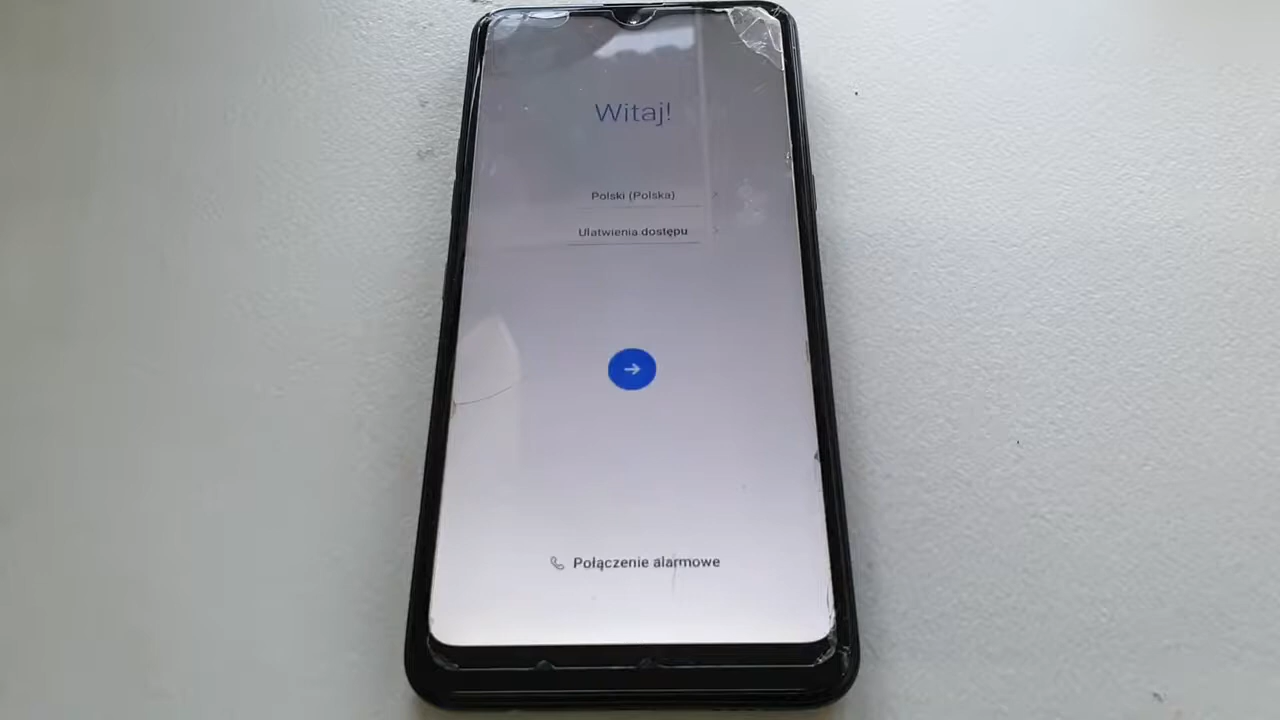 Witaj!
Polski (Polska)
Ułatwienia dostępu
Połączenie alarmowe